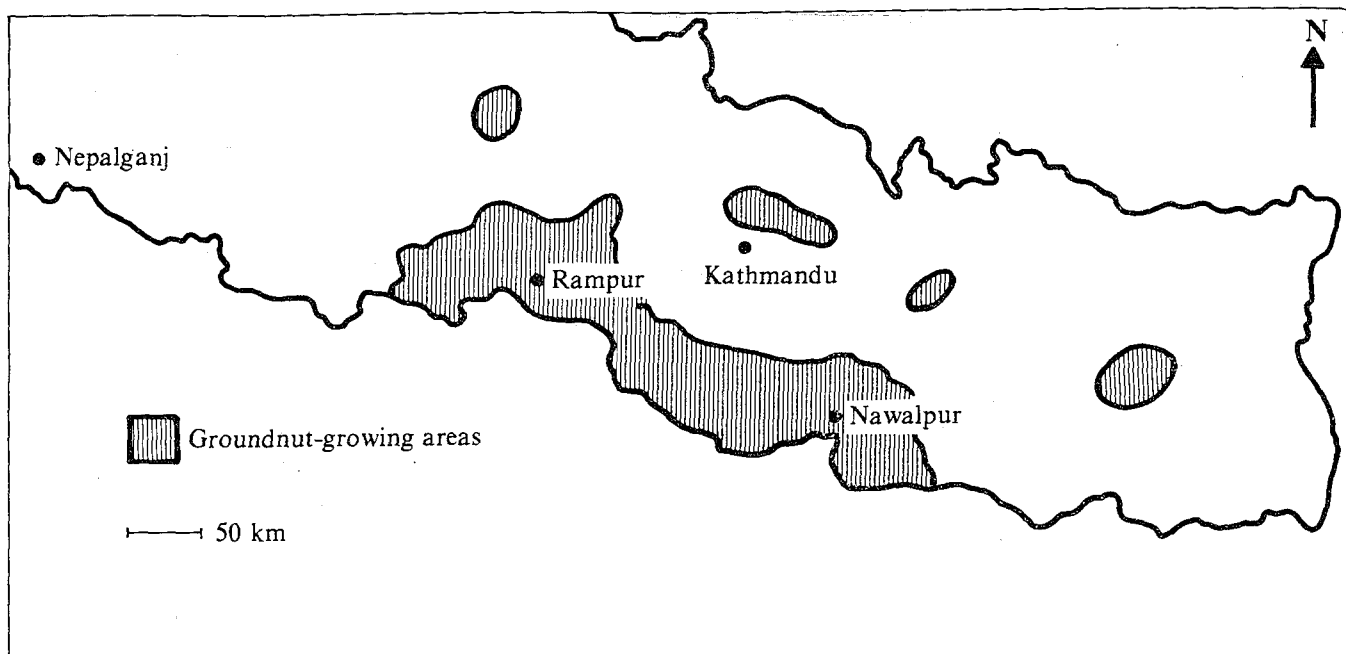 N
Nepalganj
Rampur
Kathmandu
Nawalpur
Groundnut-growing areas
50 km